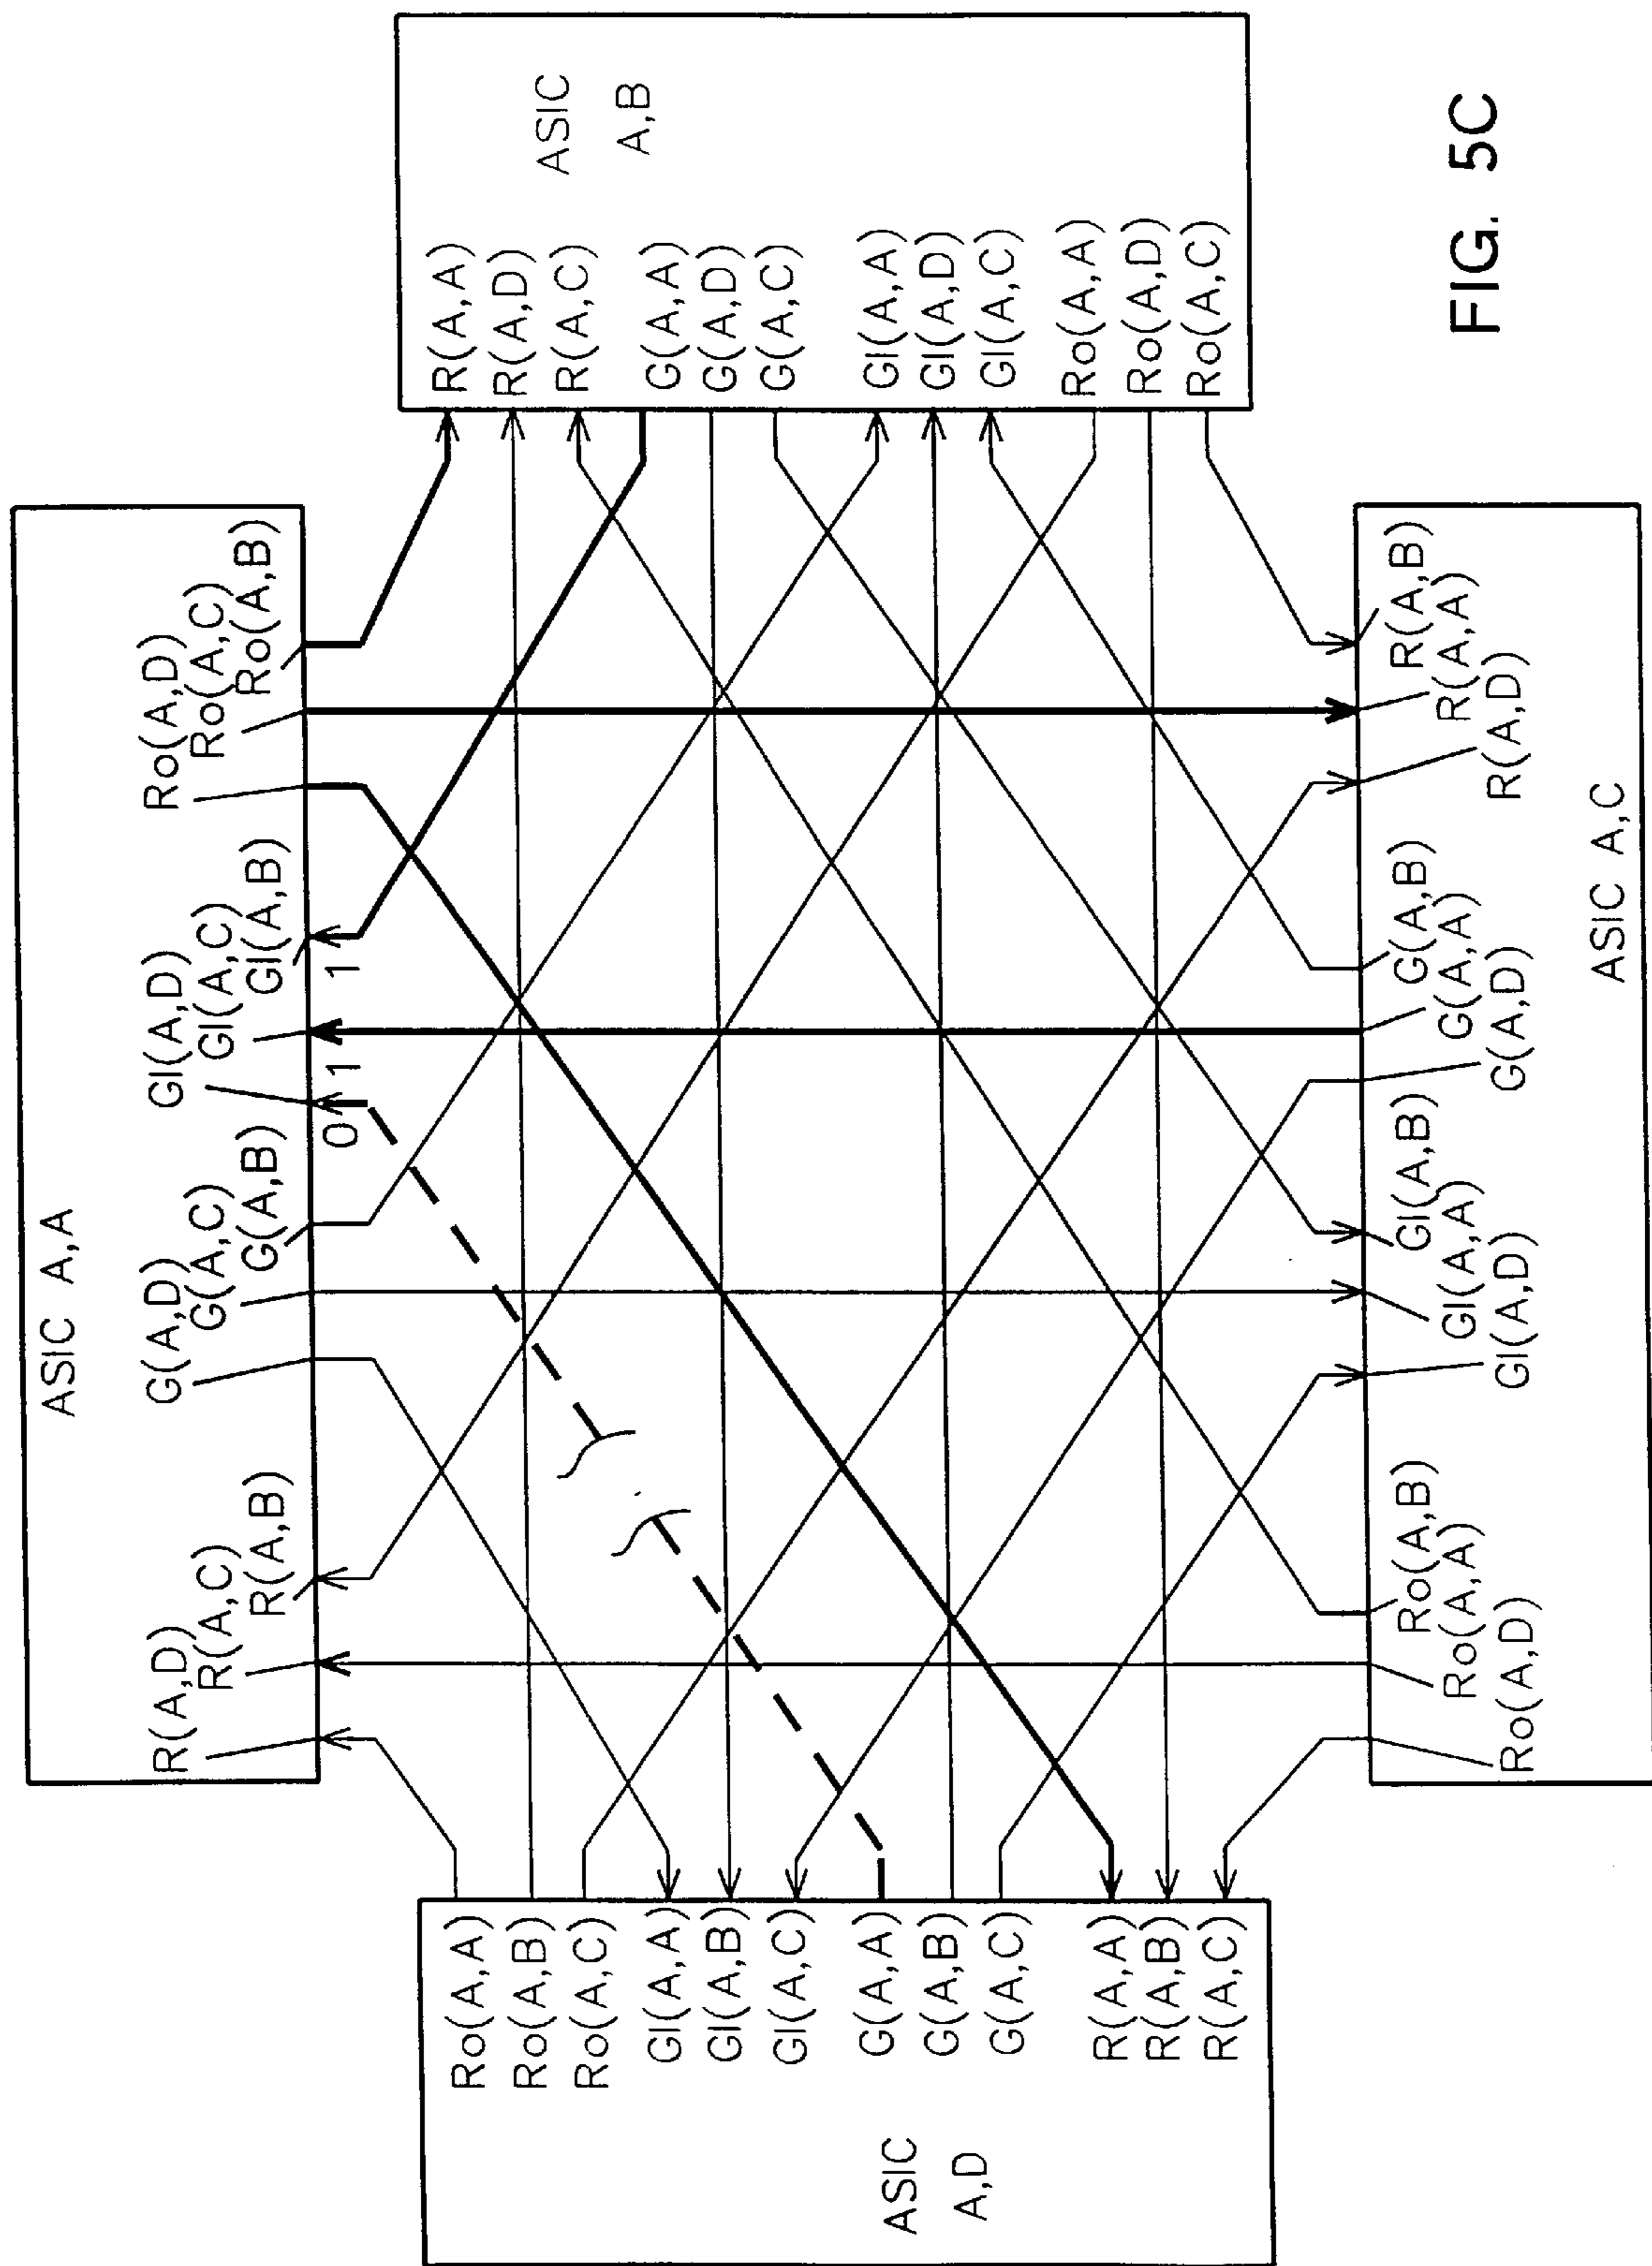 ASIC A,A
R(A,D)
R(A,C)
R(A,B)
G(A,D)
G(A,C)
G(A,B)
GI(A,D)
GI(A,C)
GI(A,B)
Ro(A,D)
Ro(A,C)
Ro(A,B)
0
1
1
ASIC
A,D
Ro(A,A)
Ro(A,B)
Ro(A,C)
GI(A,A)
GI(A,B)
GI(A,C)
G(A,A)
G(A,B)
G(A,C)
R(A,A)
R(A,B)
R(A,C)
ASIC
A,B
R(A,A)
R(A,D)
R(A,C)
G(A,A)
G(A,D)
G(A,C)
GI(A,A)
GI(A,D)
GI(A,C)
Ro(A,A)
Ro(A,D)
Ro(A,C)
Ro(A,B)
Ro(A,A)
Ro(A,D)
GI(A,B)
GI(A,A)
GI(A,D)
G(A,B)
G(A,A)
G(A,D)
R(A,B)
R(A,A)
R(A,D)
ASIC A,C
FIG. 5C